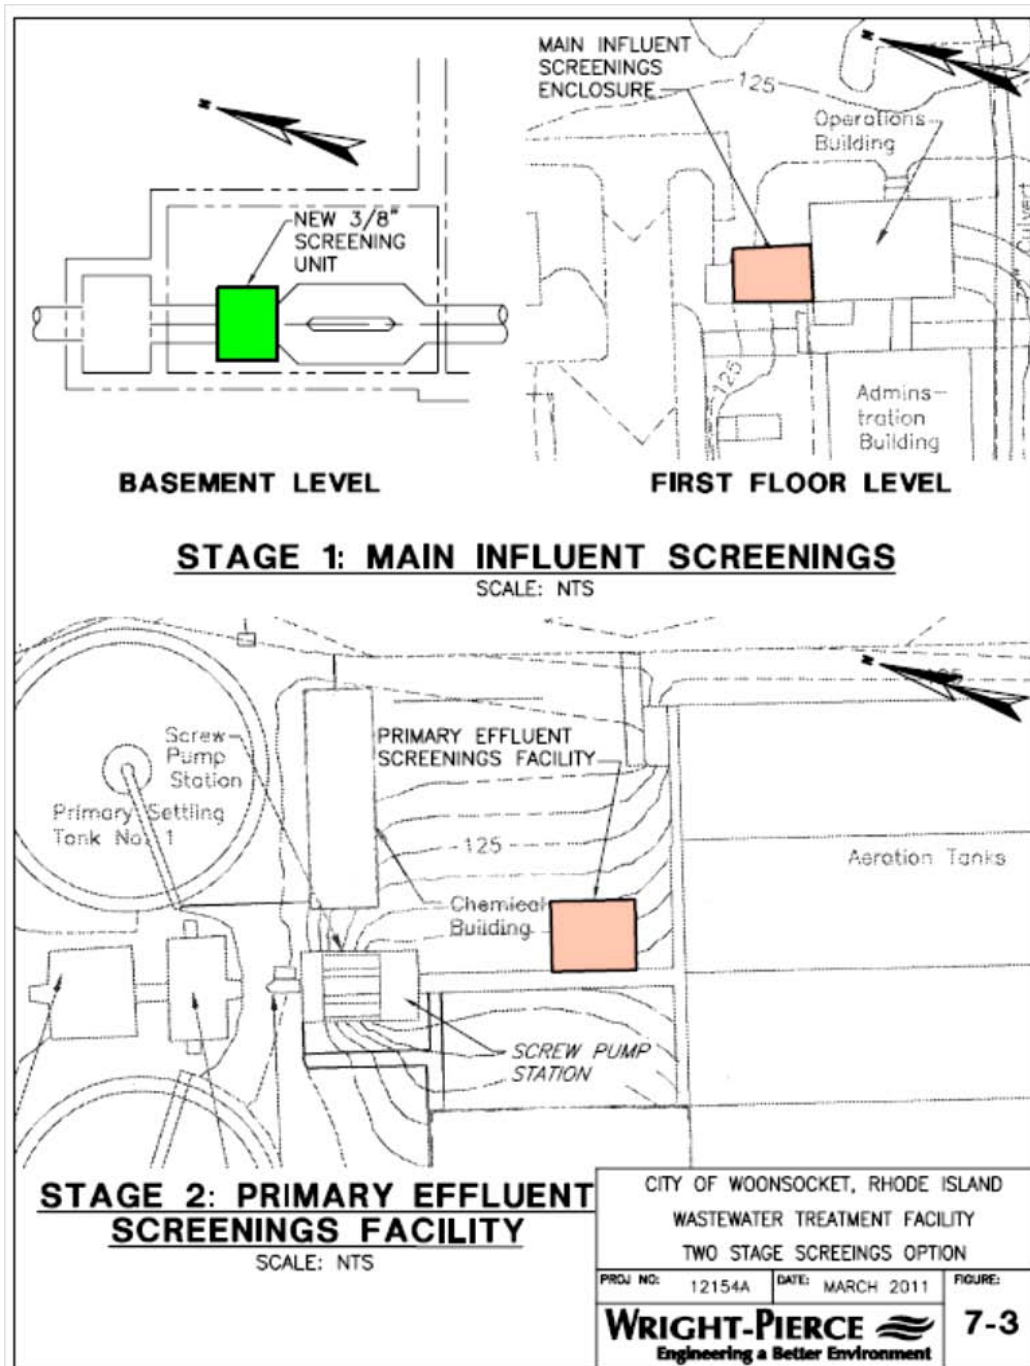 MAIN INFLUENT
SCREENINGS
ENCLOSURE
N
125
Operations
Building
N
NEW 3/8"
SCREENING
UNIT
72" Culvert
125
Adminis-
tration
Building
BASEMENT LEVEL
FIRST FLOOR LEVEL
STAGE 1: MAIN INFLUENT SCREENINGS
SCALE: NTS
N
125
Screw
Pump
Station
PRIMARY EFFLUENT
SCREENINGS FACILITY
Primary Settling
Tank No. 1
125
Aeration Tanks
Chemical
Building
SCREW PUMP
STATION
STAGE 2: PRIMARY EFFLUENT
SCREENINGS FACILITY
SCALE: NTS
CITY OF WOONSOCKET, RHODE ISLAND
WASTEWATER TREATMENT FACILITY
TWO STAGE SCREEINGS OPTION
PROJ NO: 12154A DATE: MARCH 2011 FIGURE:
7-3
WRIGHT-PIERCE
Engineering a Better Environment